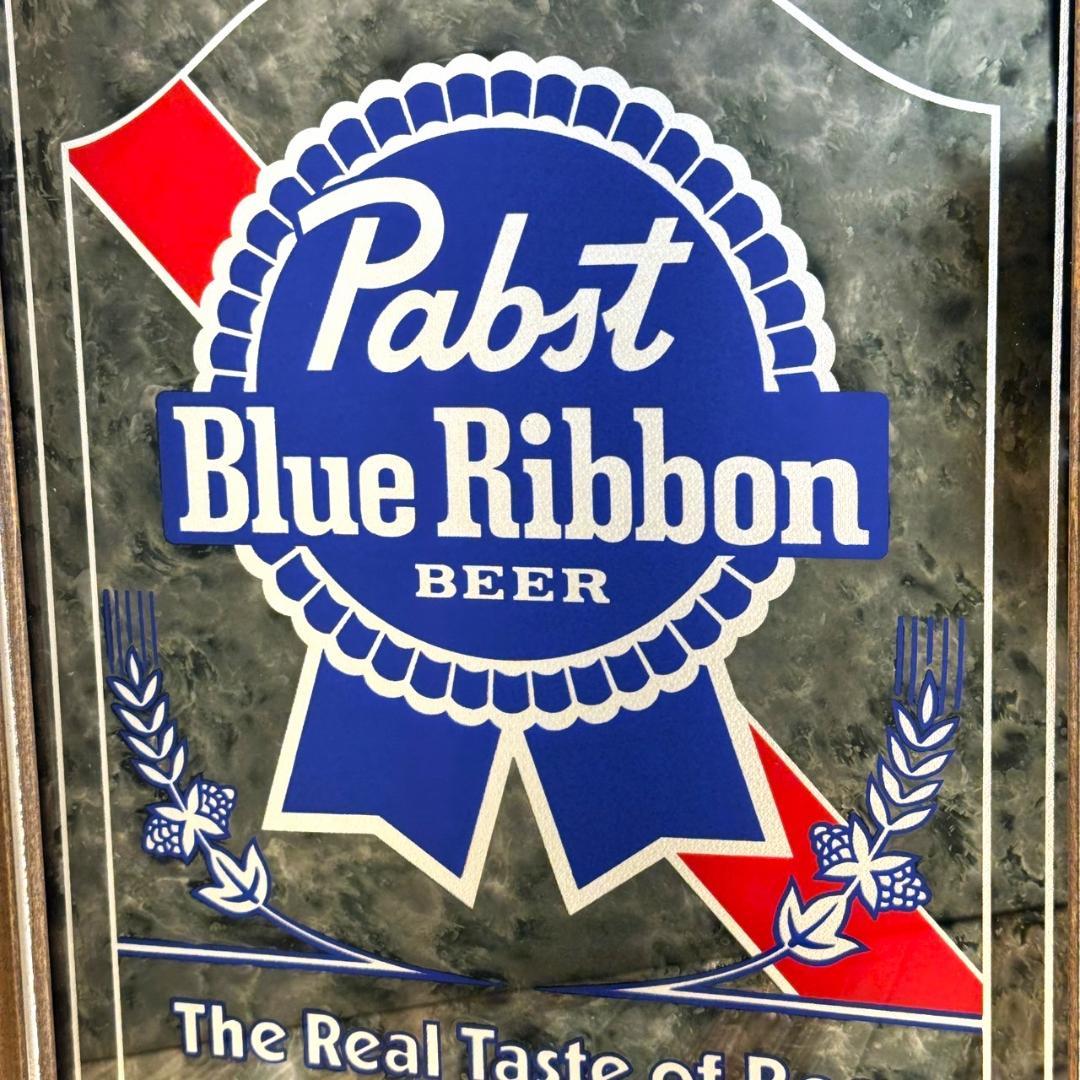 Pabst
Blue Ribbon
BEER
The Real Taste of